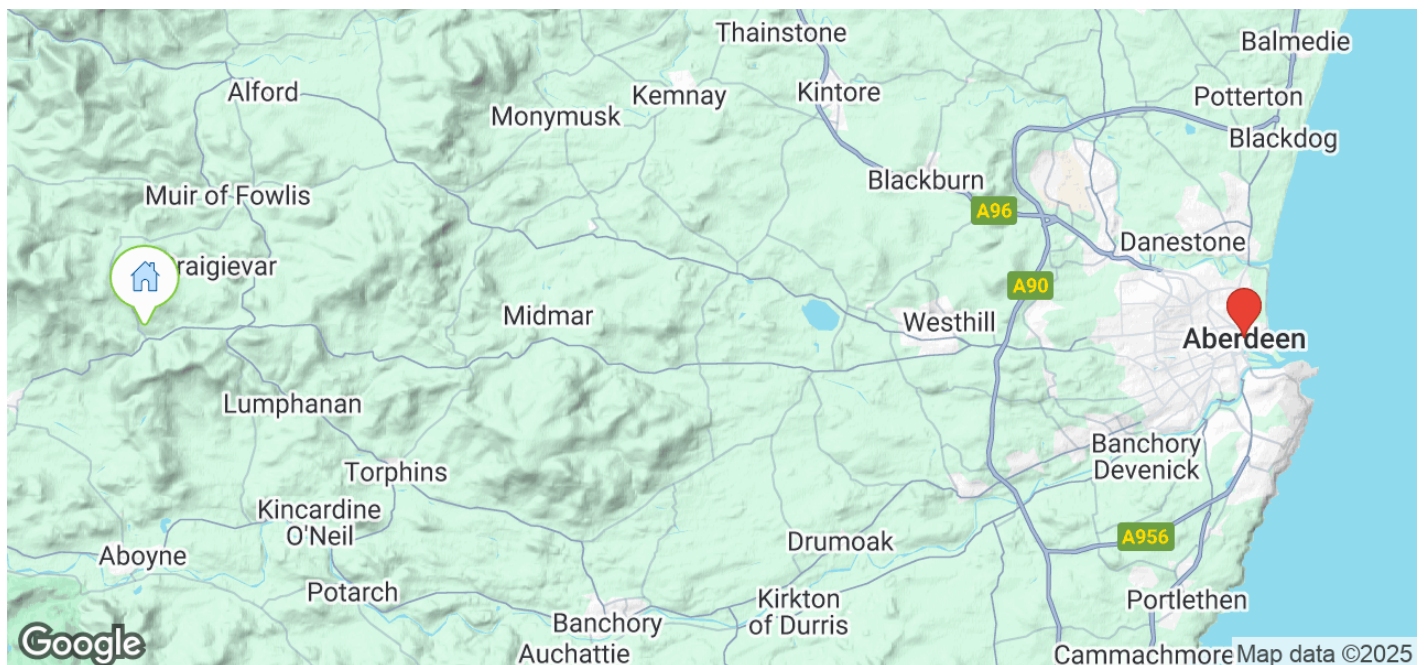 Thainstone
Balmedie
Alford
Kemnay
Kintore
Potterton
Monymusk
Blackdog
Blackburn
Muir of Fowlis
A96
Danestone
raigievar
A90
Midmar
Westhill
Aberdeen
Lumphanan
Banchory
Devenick
Torphins
Kincardine
O'Neil
Drumoak
A956
Aboyne
Potarch
Kirkton
of Durris
Portlethen
Banchory
Auchattie
Cammachmore
Google
Map data ©2025